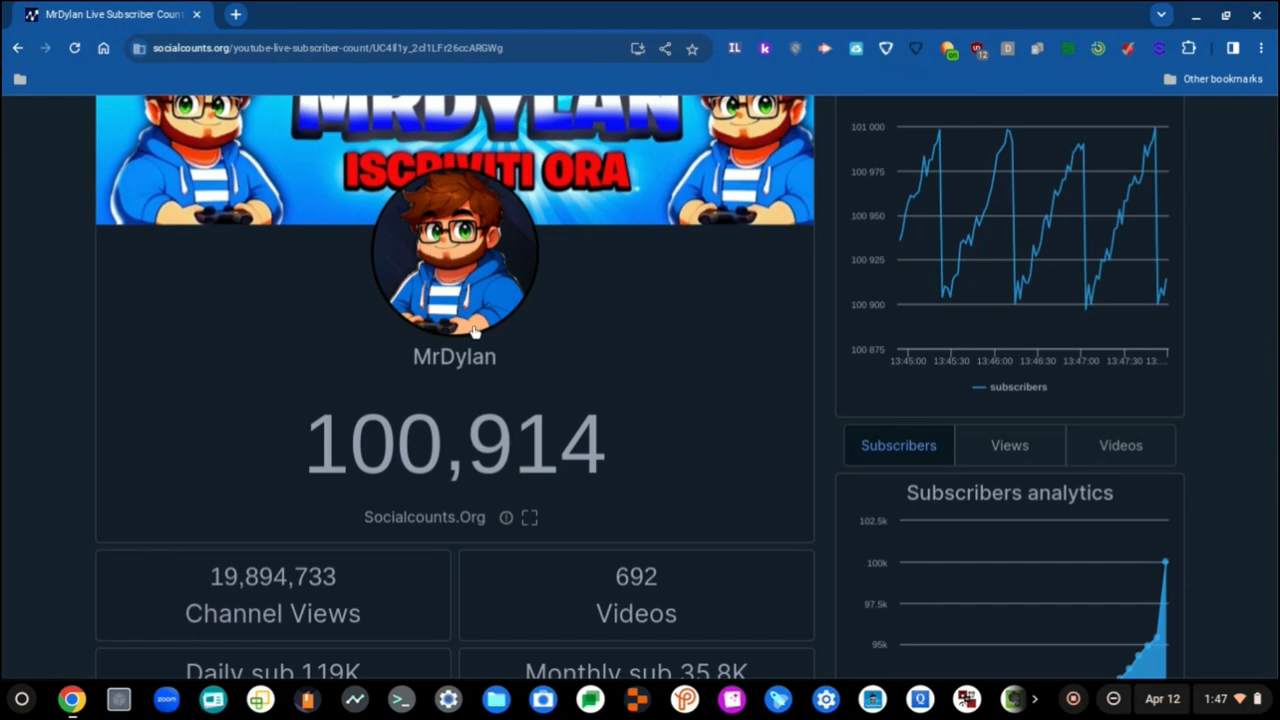 MrDylan Live Subscriber Count
socialcounts.org/youtube-live-subscriber-count/UC4Il1y_2cl1LFr26ccARGWg
Other bookmarks
MRDYLAN
ISCRIVITI ORA
MrDylan
100,914
Socialcounts.Org
19,894,733
Channel Views
692
Videos
Daily sub 119K
Monthly sub 35.8K
101 000
100 975
100 950
100 925
100 900
100 875
13:45:00 13:45:30 13:46:00 13:46:30 13:47:00 13:47:30 13:...
subscribers
Subscribers Views Videos
Subscribers analytics
102.5k
100k
97.5k
95k
zoom
Apr 12 1:47